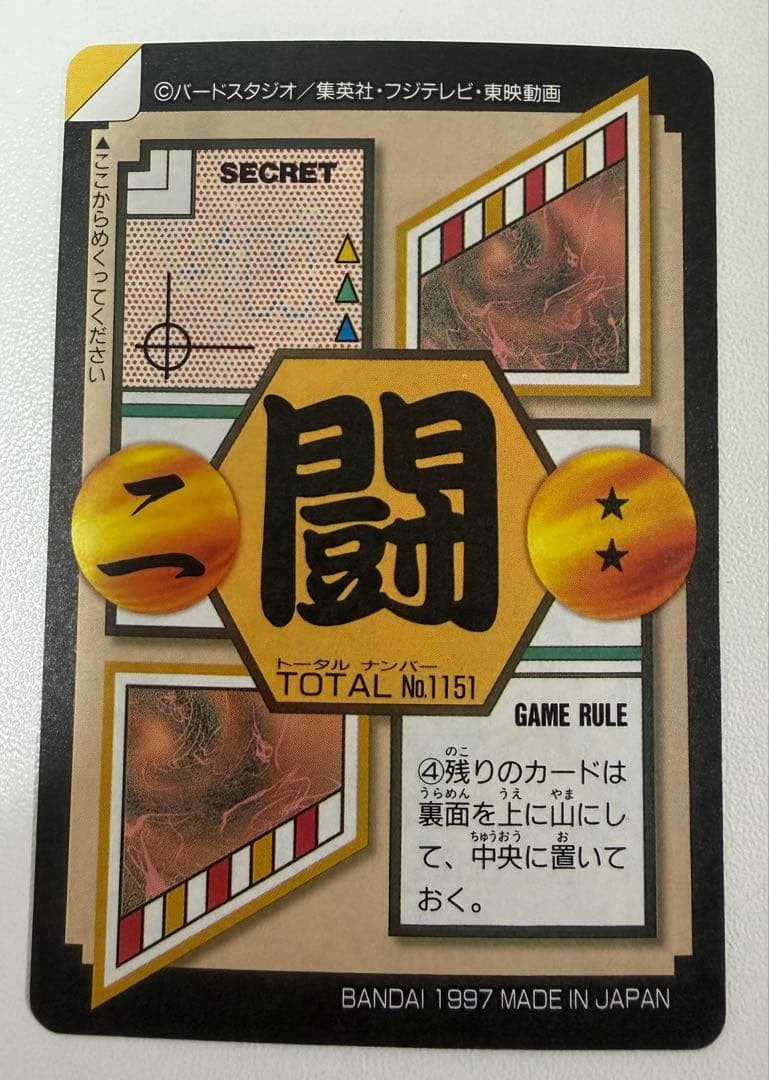 ©バードスタジオ／集英社・フジテレビ・東映動画
▲ここからめくってください
SECRET
闘
二
★★
トータル ナンバー
TOTAL No.1151
GAME RULE
④残りのカードは
裏面を上に山にし
て、中央に置いて
おく。
BANDAI 1997 MADE IN JAPAN